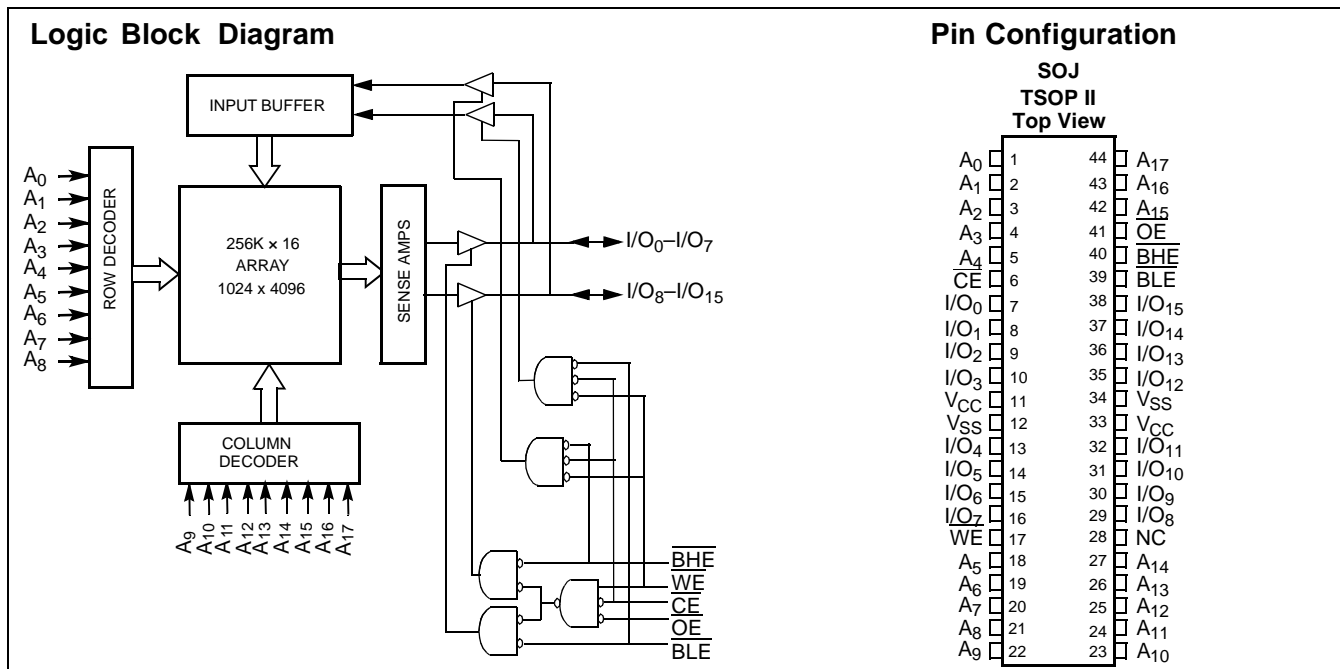 Logic Block Diagram
INPUT BUFFER
A0
A1
A2
A3
A4
A5
A6
A7
A8
ROW DECODER
256K × 16
ARRAY
1024 x 4096
SENSE AMPS
I/O0–I/O7
I/O8–I/O15
COLUMN
DECODER
A9
A10
A11
A12
A13
A14
A15
A16
A17
BHE
WE
CE
OE
BLE
Pin Configuration
SOJ
TSOP II
Top View
A0 1 44 A17
A1 2 43 A16
A2 3 42 A15
A3 4 41 OE
A4 5 40 BHE
CE 6 39 BLE
I/O0 7 38 I/O15
I/O1 8 37 I/O14
I/O2 9 36 I/O13
I/O3 10 35 I/O12
VCC 11 34 VSS
VSS 12 33 VCC
I/O4 13 32 I/O11
I/O5 14 31 I/O10
I/O6 15 30 I/O9
I/O7 16 29 I/O8
WE 17 28 NC
A5 18 27 A14
A6 19 26 A13
A7 20 25 A12
A8 21 24 A11
A9 22 23 A10